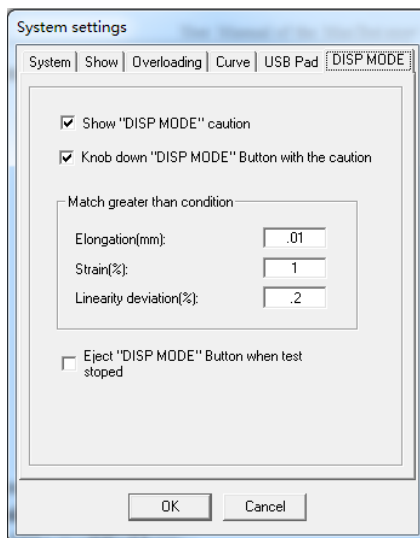 System settings
System Show Overloading Curve USB Pad DISP MODE
Show "DISP MODE" caution
Knob down "DISP MODE" Button with the caution
Match greater than condition
Elongation(mm): .01
Strain(%): 1
Linearity deviation(%): .2
Eject "DISP MODE" Button when test
stoped
OK Cancel